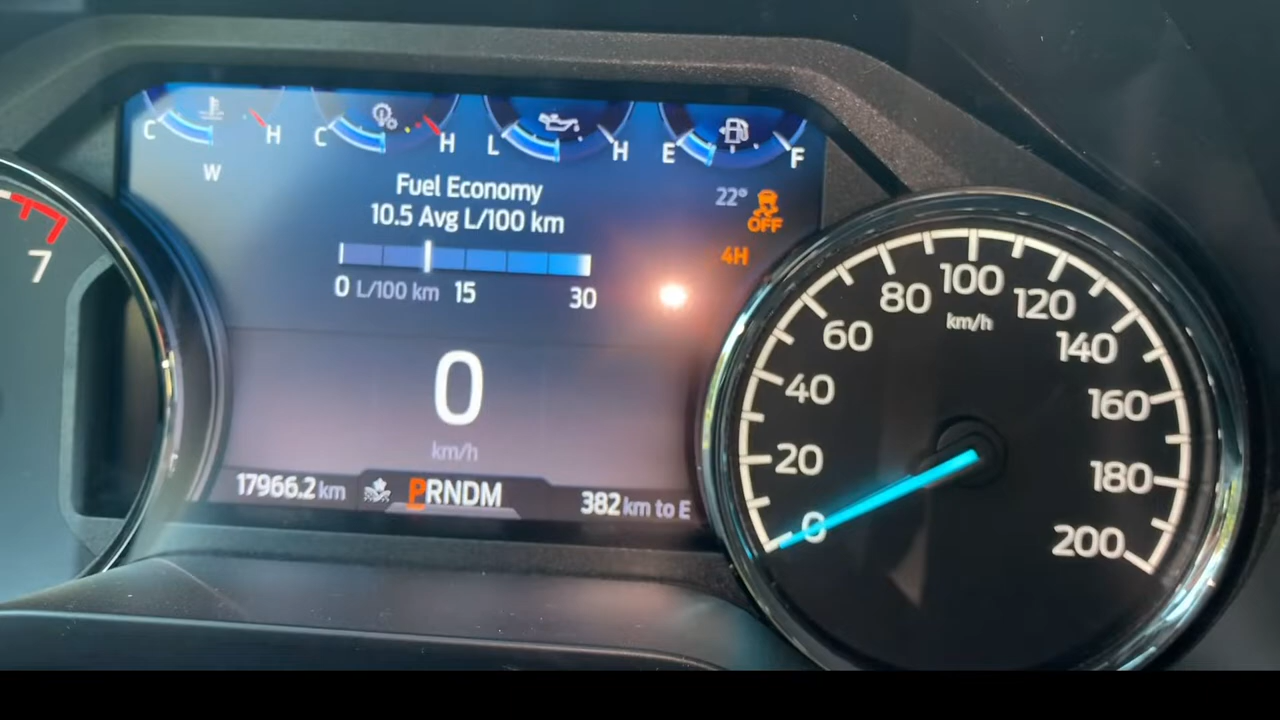 C H C H L H E F
W
Fuel Economy
10.5 Avg L/100 km
22°
OFF
4H
0 L/100 km 15 30
0
km/h
17966.2 km PRNDM 382 km to E
7
0 20 40 60 80 100 120 140 160 180 200
km/h